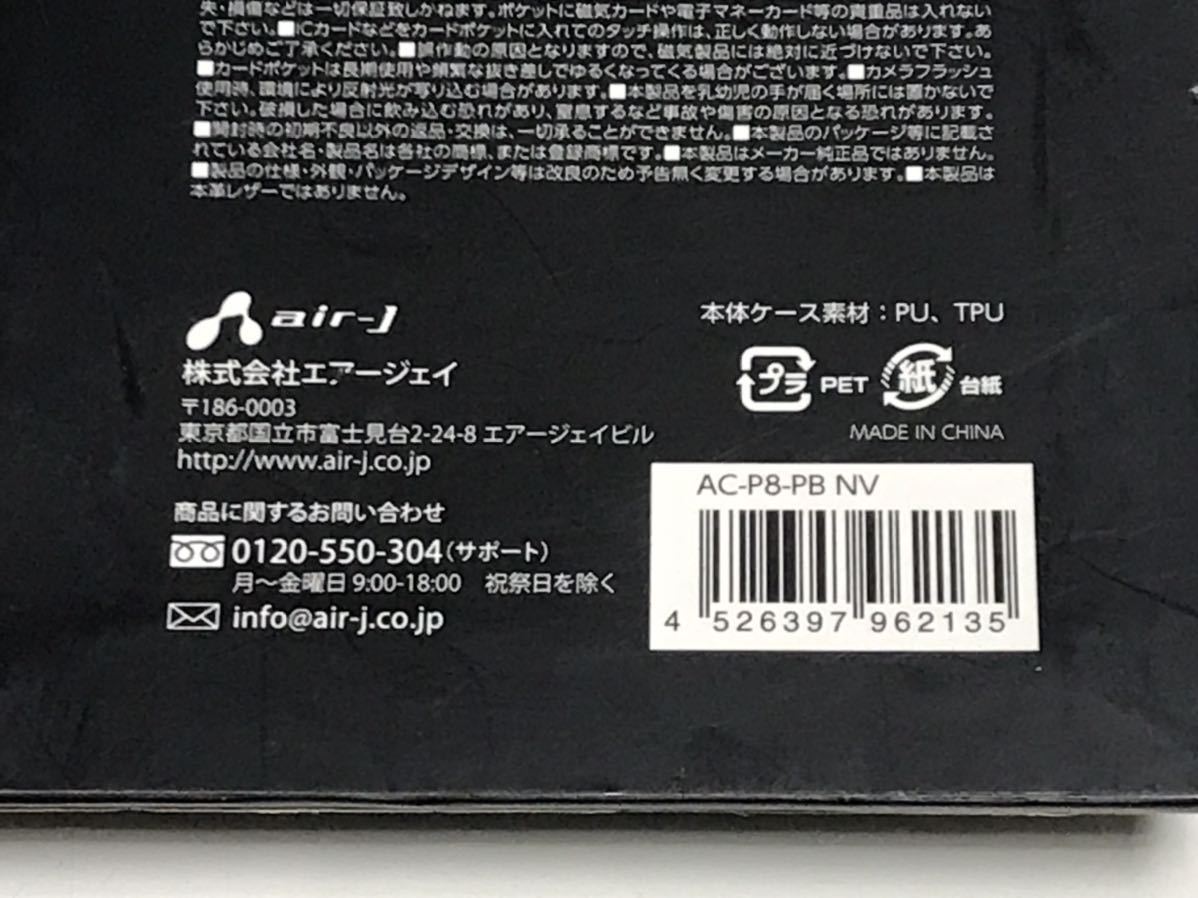 失・損傷などは一切保証致しかねます。ポケットに磁気カードや電子マネーカード等の貴重品は入れない
で下さい。■ICカードなどをカードポケットに入れてのタッチ操作は、正しく動作しない場合があります。あ
らかじめご了承ください。■誤作動の原因となりますので、磁気製品には絶対に近づけないで下さい。
■カードポケットは長期使用や頻繁な抜き差しでゆるくなってくる場合がございます。■カメラフラッシュ
使用時、環境により反射光が写り込む場合があります。■本製品を乳幼児の手が届く場所には置かないで
下さい。破損した場合に飲み込む恐れがあり、窒息するなど事故や傷害の原因となる恐れがあります。
■開封時の初期不良以外の返品・交換は、一切承ることができません。■本製品のパッケージ等に記載さ
れている会社名・製品名は各社の商標、または登録商標です。■本製品はメーカー純正品ではありません。
■製品の仕様・外観・パッケージデザイン等は改良のため予告無く変更する場合があります。■本製品は
本革レザーではありません。
air-J
株式会社エアージェイ
〒186-0003
東京都国立市富士見台2-24-8 エアージェイビル
http://www.air-j.co.jp
商品に関するお問い合わせ
0120-550-304(サポート)
月〜金曜日 9:00-18:00 祝祭日を除く
info@air-j.co.jp
本体ケース素材：PU、TPU
プラ PET 紙 台紙
MADE IN CHINA
AC-P8-PB NV
4 526397 962135